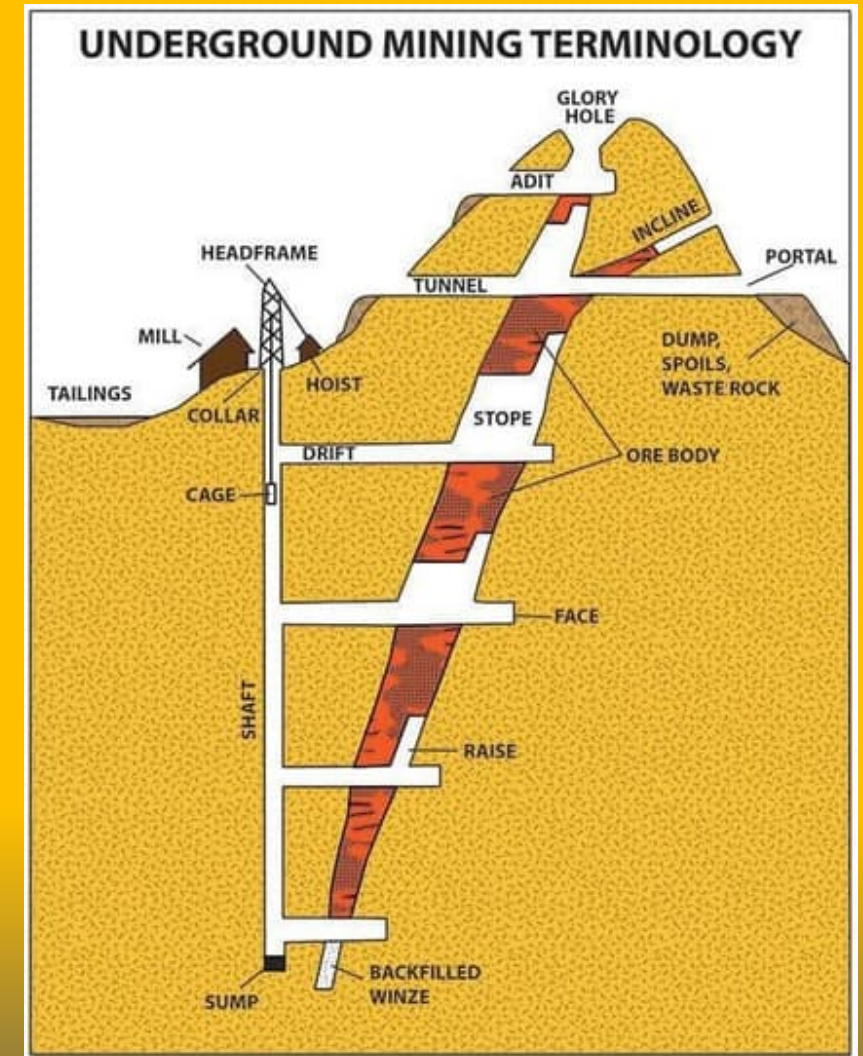 UNDERGROUND MINING TERMINOLOGY
GLORY
HOLE
ADIT
INCLINE
HEADFRAME
PORTAL
TUNNEL
MILL
DUMP,
SPOILS,
WASTE ROCK
HOIST
TAILINGS
COLLAR
STOPE
DRIFT
ORE BODY
CAGE
FACE
SHAFT
RAISE
BACKFILLED
WINZE
SUMP